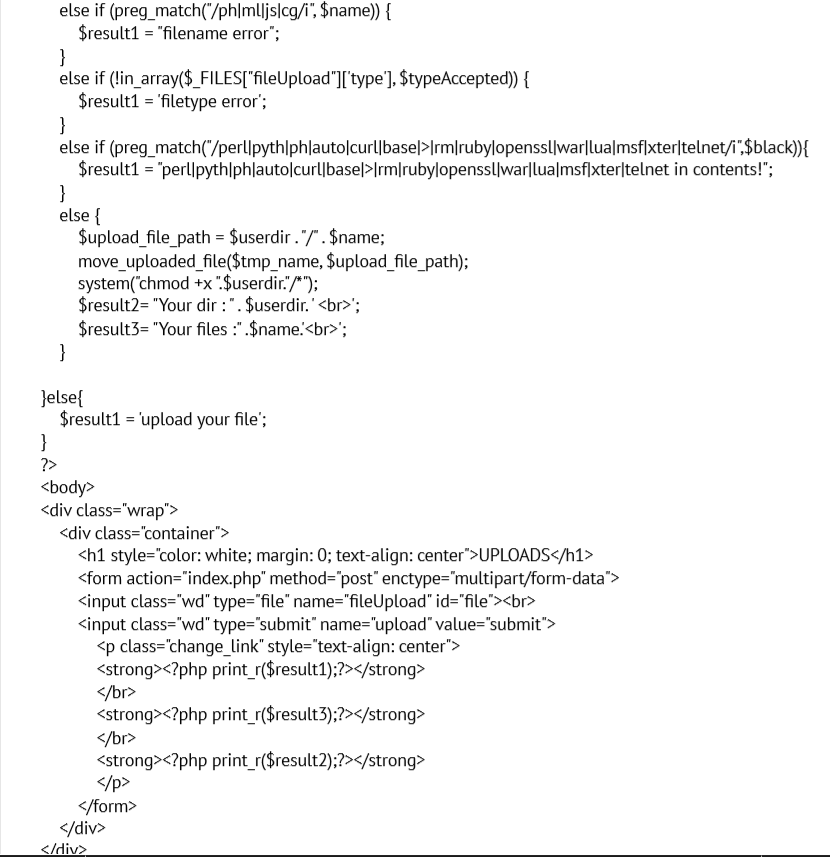 else if (preg_match("/ph|ml|js|cg/i", $name)) {
$result1 = "filename error";
}
else if (!in_array($_FILES["fileUpload"]['type'], $typeAccepted)) {
$result1 = 'filetype error';
}
else if (preg_match("/perl|pyth|ph|auto|curl|base|>|rm|ruby|openssl|war|lua|msf|xter|telnet/i",$black)){
$result1 = "perl|pyth|ph|auto|curl|base|>|rm|ruby|openssl|war|lua|msf|xter|telnet in contents!";
}
else {
$upload_file_path = $userdir . "/" . $name;
move_uploaded_file($tmp_name, $upload_file_path);
system("chmod +x ".$userdir."/*");
$result2= "Your dir : " . $userdir. ' <br>';
$result3= "Your files :" .$name.'<br>';
}
}else{
$result1 = 'upload your file';
}
?>
<body>
<div class="wrap">
<div class="container">
<h1 style="color: white; margin: 0; text-align: center">UPLOADS</h1>
<form action="index.php" method="post" enctype="multipart/form-data">
<input class="wd" type="file" name="fileUpload" id="file"><br>
<input class="wd" type="submit" name="upload" value="submit">
<p class="change_link" style="text-align: center">
<strong><?php print_r($result1);?></strong>
</br>
<strong><?php print_r($result3);?></strong>
</br>
<strong><?php print_r($result2);?></strong>
</p>
</form>
</div>
</div>